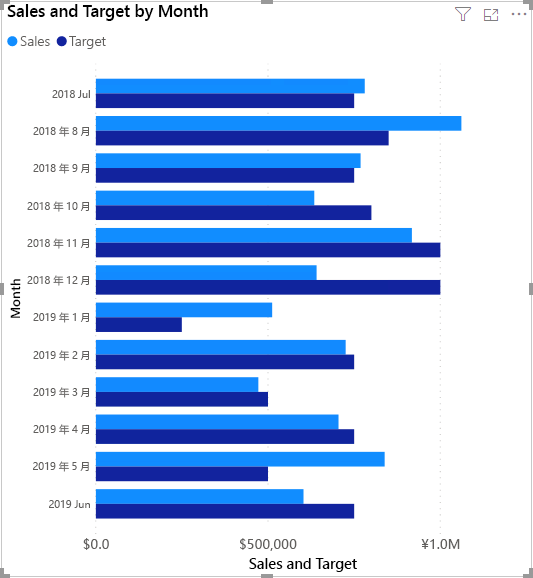 Sales and Target by Month
Sales Target
2018 Jul
2018 年 8 月
2018 年 9 月
2018 年 10 月
2018 年 11 月
2018 年 12 月
2019 年 1 月
2019 年 2 月
2019 年 3 月
2019 年 4 月
2019 年 5 月
2019 Jun
Month
$0.0 $500,000 ¥1.0M
Sales and Target